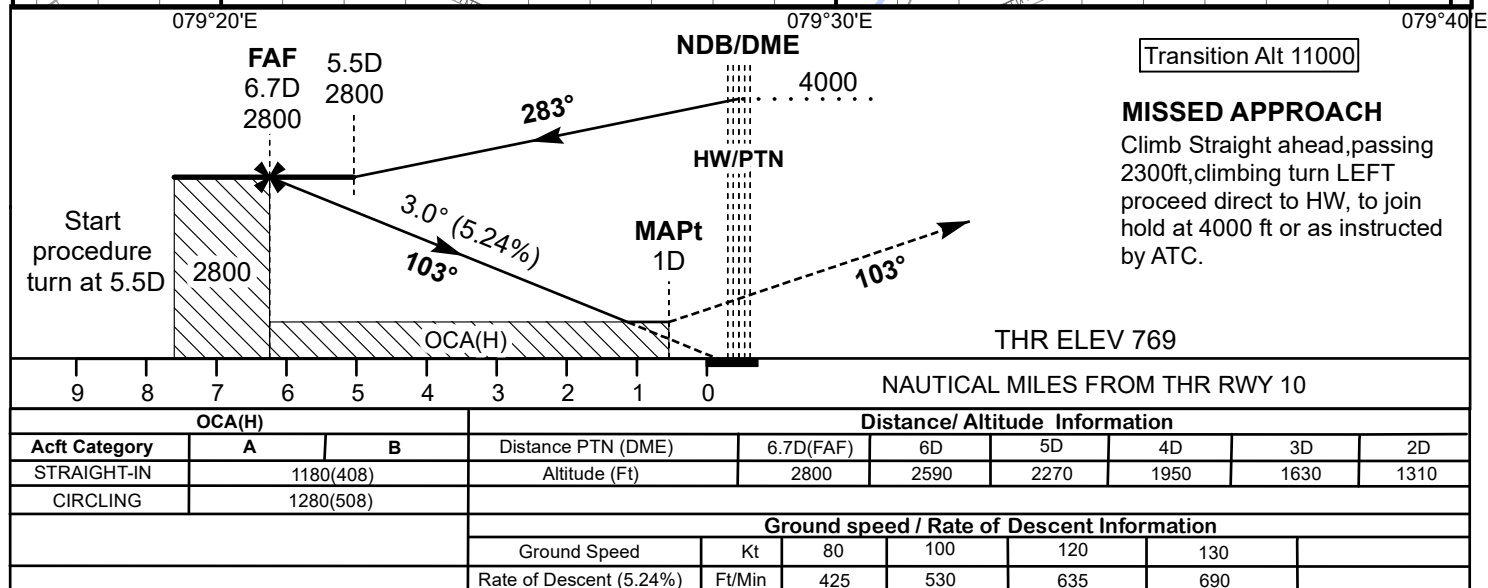 079°20'E 079°30'E 079°40'E
FAF
6.7D
2800
5.5D
2800
NDB/DME
4000
Transition Alt 11000
283°
HW/PTN
MISSED APPROACH
Climb Straight ahead,passing
2300ft,climbing turn LEFT
proceed direct to HW, to join
hold at 4000 ft or as instructed
by ATC.
Start
procedure
turn at 5.5D
2800
3.0° (5.24%)
103°
MAPt
1D
103°
OCA(H)
THR ELEV 769
9 8 7 6 5 4 3 2 1 0
NAUTICAL MILES FROM THR RWY 10
OCA(H) Distance/ Altitude Information
Acft Category A B Distance PTN (DME) 6.7D(FAF) 6D 5D 4D 3D 2D
STRAIGHT-IN 1180(408) Altitude (Ft) 2800 2590 2270 1950 1630 1310
CIRCLING 1280(508)
Ground speed / Rate of Descent Information
Ground Speed Kt 80 100 120 130
Rate of Descent (5.24%) Ft/Min 425 530 635 690